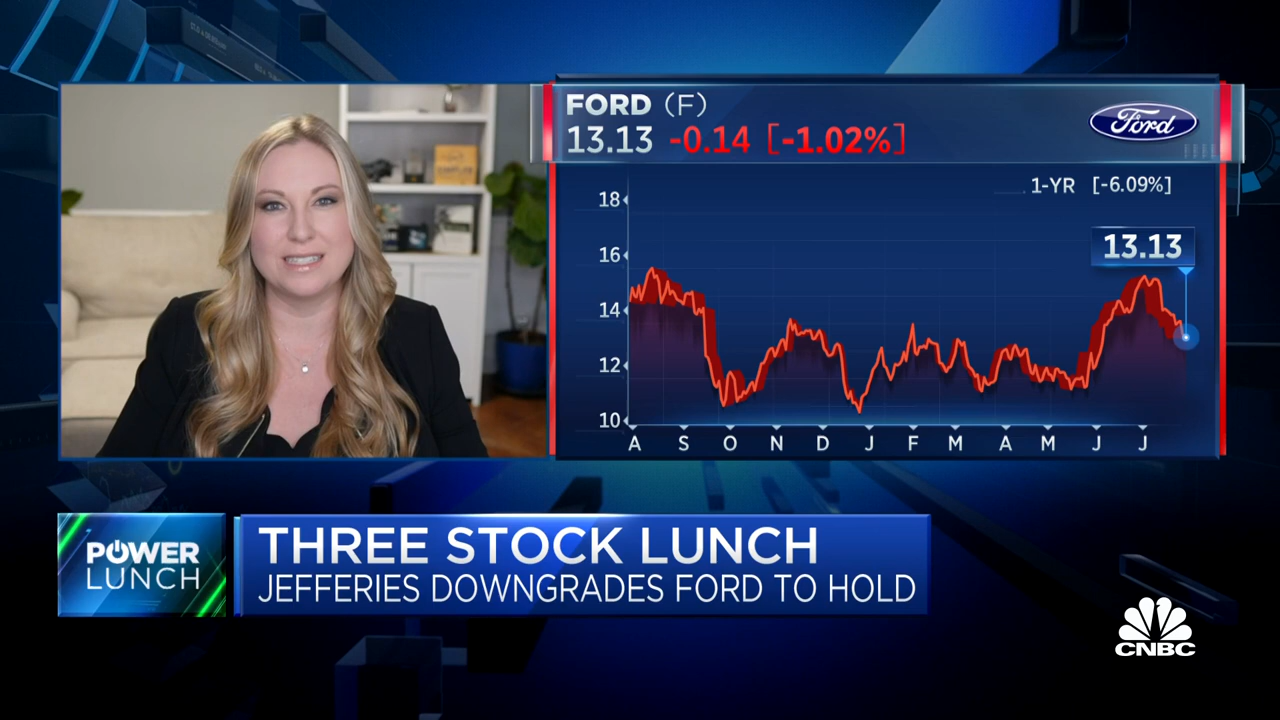 FORD (F)
13.13 -0.14 [-1.02%]
Ford
1-YR [-6.09%]
13.13
18
16
14
12
10
A S O N D J F M A M J J
POWER
LUNCH
THREE STOCK LUNCH
JEFFERIES DOWNGRADES FORD TO HOLD
CNBC